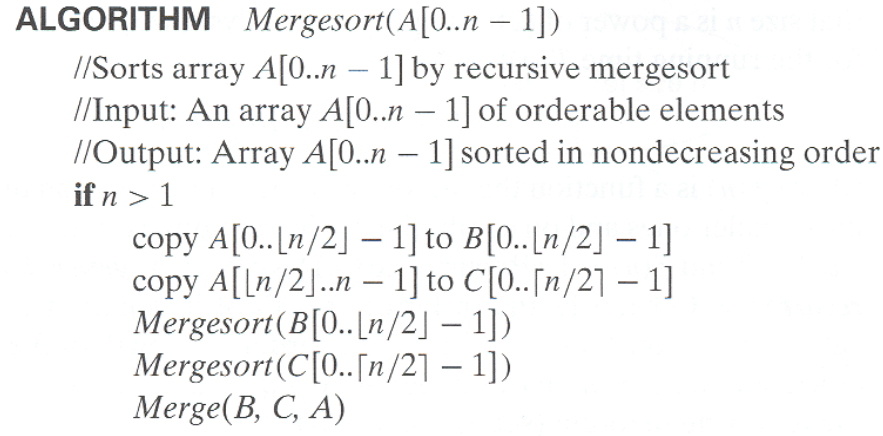 ALGORITHM Mergesort(A[0..n − 1])
//Sorts array A[0..n − 1] by recursive mergesort
//Input: An array A[0..n − 1] of orderable elements
//Output: Array A[0..n − 1] sorted in nondecreasing order
if n > 1
copy A[0..⌊n/2⌋ − 1] to B[0..⌊n/2⌋ − 1]
copy A[⌊n/2⌋..n − 1] to C[0..⌈n/2⌉ − 1]
Mergesort(B[0..⌊n/2⌋ − 1])
Mergesort(C[0..⌈n/2⌉ − 1])
Merge(B, C, A)